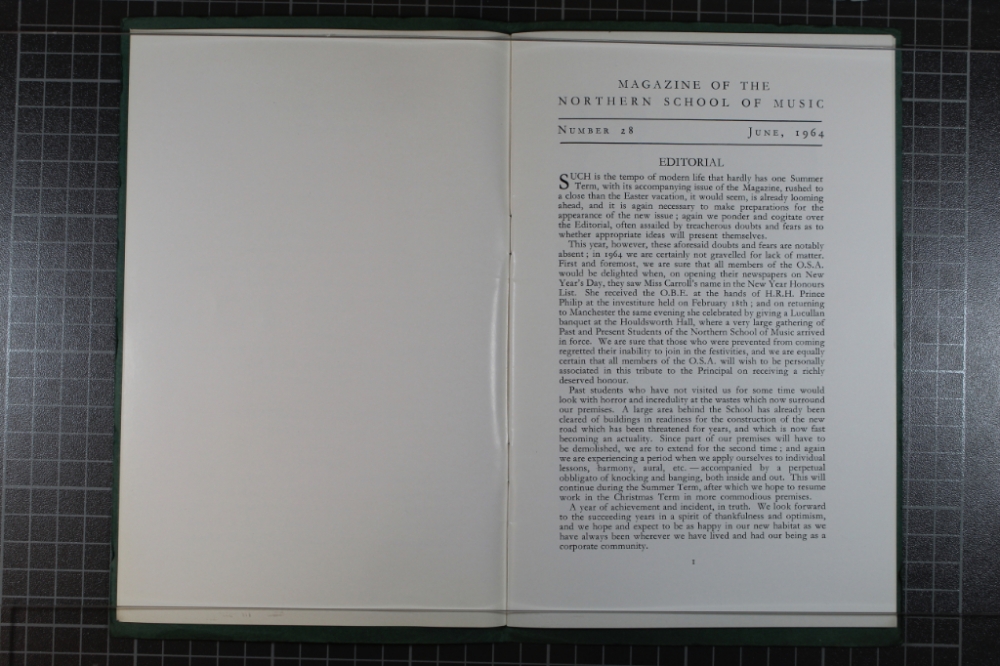 MAGAZINE OF THE
NORTHERN SCHOOL OF MUSIC
NUMBER 28 JUNE, 1964
EDITORIAL
SUCH is the tempo of modern life that hardly has one Summer
Term, with its accompanying issue of the Magazine, rushed to
a close than the Easter vacation, it would seem, is already looming
ahead, and it is again necessary to make preparations for the
appearance of the new issue; again we ponder and cogitate over
the Editorial, often assailed by treacherous doubts and fears as to
whether appropriate ideas will present themselves.
This year, however, these aforesaid doubts and fears are notably
absent; in 1964 we are certainly not gravelled for lack of matter.
First and foremost, we are sure that all members of the O.S.A.
would be delighted when, on opening their newspapers on New
Year's Day, they saw Miss Carroll's name in the New Year Honours
List. She received the O.B.E. at the hands of H.R.H. Prince
Philip at the investiture held on February 18th; and on returning
to Manchester the same evening she celebrated by giving a Lucullan
banquet at the Houldsworth Hall, where a very large gathering of
Past and Present Students of the Northern School of Music arrived
in force. We are sure that those who were prevented from coming
regretted their inability to join in the festivities, and we are equally
certain that all members of the O.S.A. will wish to be personally
associated in this tribute to the Principal on receiving a richly
deserved honour.
Past students who have not visited us for some time would
look with horror and incredulity at the wastes which now surround
our premises. A large area behind the School has already been
cleared of buildings in readiness for the construction of the new
road which has been threatened for years, and which is now fast
becoming an actuality. Since part of our premises will have to
be demolished, we are to extend for the second time; and again
we are experiencing a period when we apply ourselves to individual
lessons, harmony, aural, etc. — accompanied by a perpetual
obbligato of knocking and banging, both inside and out. This will
continue during the Summer Term, after which we hope to resume
work in the Christmas Term in more commodious premises.
A year of achievement and incident, in truth. We look forward
to the succeeding years in a spirit of thankfulness and optimism,
and we hope and expect to be as happy in our new habitat as we
have always been wherever we have lived and had our being as a
corporate community.
1